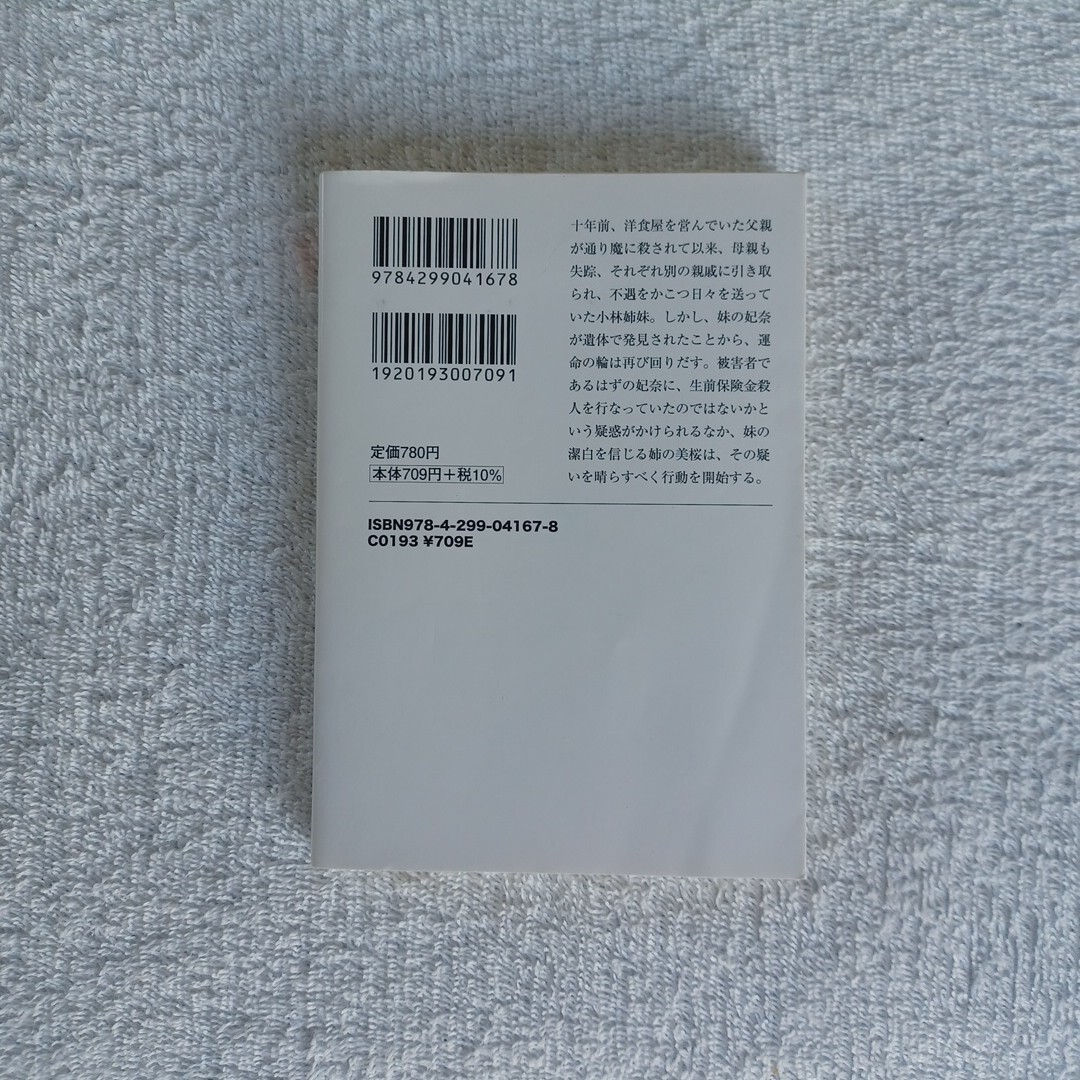 9784299041678
1920193007091
定価780円
本体709円+税10%
ISBN978-4-299-04167-8
C0193 ¥709E
十年前、洋食屋を営んでいた父親
が通り魔に殺されて以来、母親も
失踪、それぞれ別の親戚に引き取
られ、不遇をかこつ日々を送って
いた小林姉妹。しかし、妹の妃奈
が遺体で発見されたことから、運
命の輪は再び回りだす。被害者で
あるはずの妃奈に、生前保険金殺
人を行なっていたのではないかと
いう疑惑がかけられるなか、妹の
潔白を信じる姉の美桜は、その疑
いを晴らすべく行動を開始する。